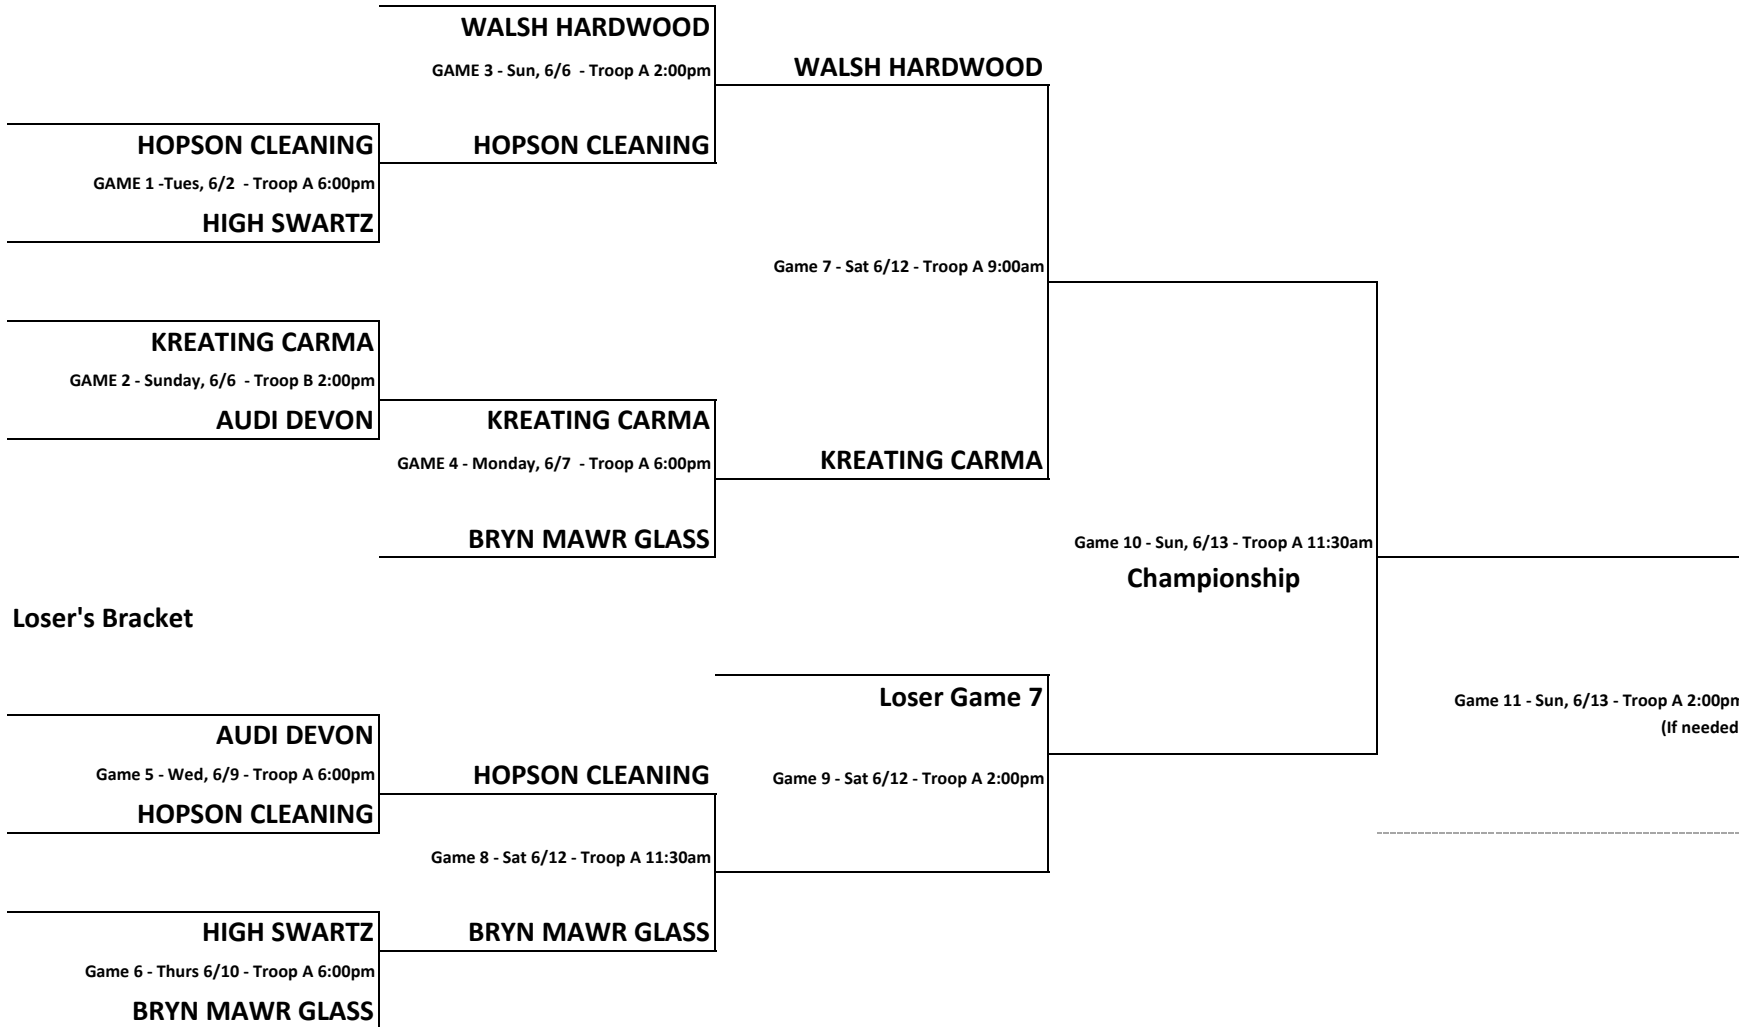 WALSH HARDWOOD
GAME 3 - Sun, 6/6  - Troop A 2:00pm
WALSH HARDWOOD
HOPSON CLEANING
HOPSON CLEANING
GAME 1 -Tues, 6/2  - Troop A 6:00pm
HIGH SWARTZ
Game 7 - Sat 6/12 - Troop A 9:00am
KREATING CARMA
GAME 2 - Sunday, 6/6  - Troop B 2:00pm
AUDI DEVON
KREATING CARMA
GAME 4 - Monday, 6/7  - Troop A 6:00pm
KREATING CARMA
BRYN MAWR GLASS
Game 10 - Sun, 6/13 - Troop A 11:30am
Championship
Loser's Bracket
Loser Game 7
Game 11 - Sun, 6/13 - Troop A 2:00pm
(If needed
AUDI DEVON
Game 5 - Wed, 6/9 - Troop A 6:00pm
HOPSON CLEANING
HOPSON CLEANING
Game 9 - Sat 6/12 - Troop A 2:00pm
Game 8 - Sat 6/12 - Troop A 11:30am
HIGH SWARTZ
BRYN MAWR GLASS
Game 6 - Thurs 6/10 - Troop A 6:00pm
BRYN MAWR GLASS